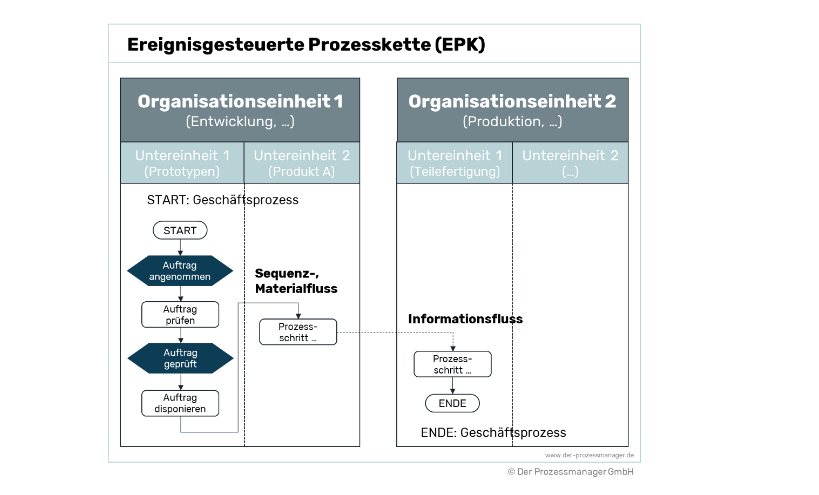 Ereignisgesteuerte Prozesskette (EPK)
Organisationseinheit 1
(Entwicklung, …)
Untereinheit 1
(Prototypen)
Untereinheit 2
(Produkt A)
START: Geschäftsprozess
START
Auftrag
angenommen
Auftrag
prüfen
Auftrag
geprüft
Auftrag
disponieren
Sequenz-,
Materialfluss
Prozess-
schritt …
Organisationseinheit 2
(Produktion, …)
Untereinheit 1
(Teilefertigung)
Untereinheit 2
(…)
Informationsfluss
Prozess-
schritt …
ENDE
ENDE: Geschäftsprozess
www.der-prozessmanager.de
© Der Prozessmanager GmbH